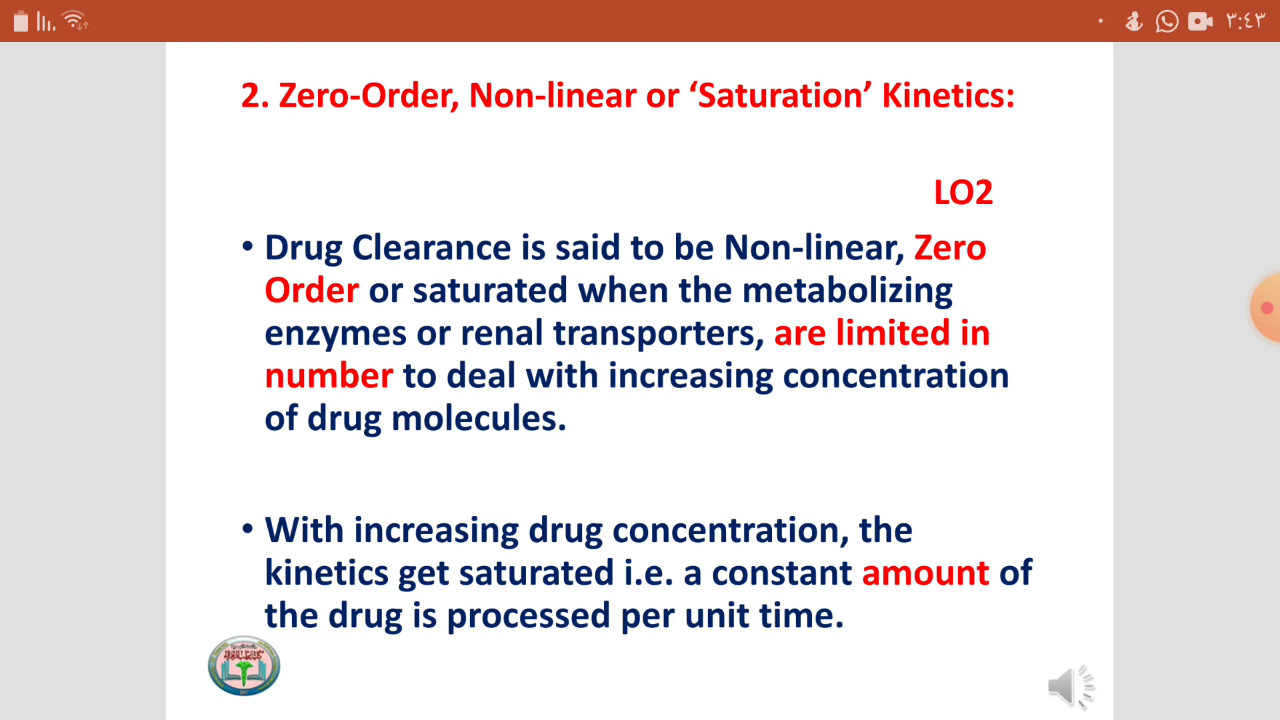 ٣:٤٣
2. Zero-Order, Non-linear or ‘Saturation’ Kinetics:
LO2
• Drug Clearance is said to be Non-linear, Zero
Order or saturated when the metabolizing
enzymes or renal transporters, are limited in
number to deal with increasing concentration
of drug molecules.
• With increasing drug concentration, the
kinetics get saturated i.e. a constant amount of
the drug is processed per unit time.